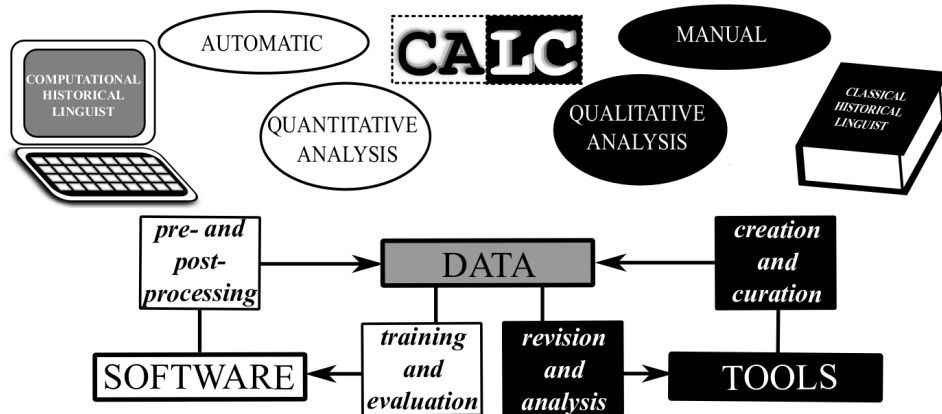 COMPUTATIONAL
HISTORICAL
LINGUIST
AUTOMATIC
CALC
MANUAL
QUANTITATIVE
ANALYSIS
QUALITATIVE
ANALYSIS
CLASSICAL
HISTORICAL
LINGUIST
pre- and
post-
processing
DATA
creation
and
curation
SOFTWARE
training
and
evaluation
revision
and
analysis
TOOLS